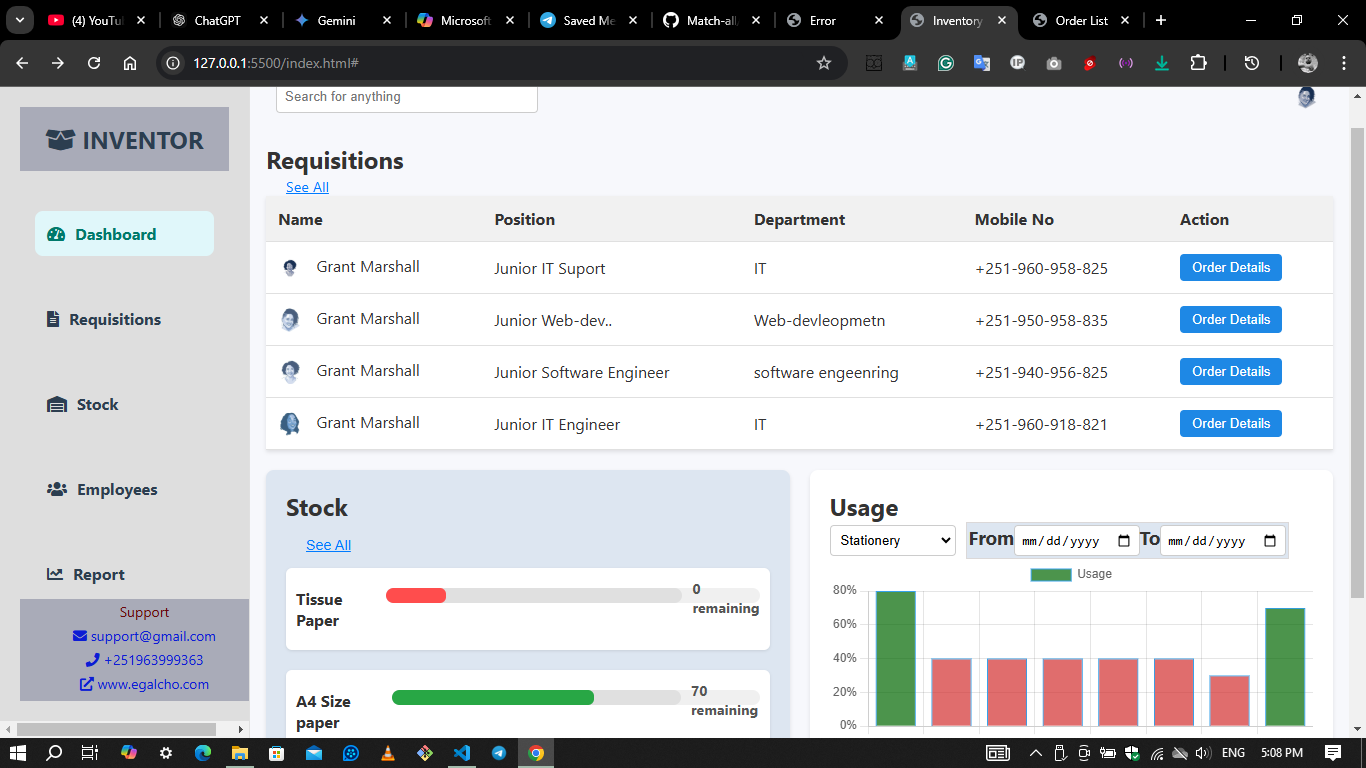 (4) YouTu
ChatGPT
Gemini
Microsoft
Saved Me
Match-all
Error
Inventory
Order List
127.0.0.1:5500/index.html#
Search for anything
INVENTOR
Dashboard
Requisitions
Stock
Employees
Report
Support
support@gmail.com
+251963999363
www.egalcho.com
Requisitions
See All
Name Position Department Mobile No Action
Grant Marshall Junior IT Suport IT +251-960-958-825 Order Details
Grant Marshall Junior Web-dev.. Web-devleopmetn +251-950-958-835 Order Details
Grant Marshall Junior Software Engineer software engeenring +251-940-956-825 Order Details
Grant Marshall Junior IT Engineer IT +251-960-918-821 Order Details
Stock
See All
Tissue
Paper
0
remaining
A4 Size
paper
70
remaining
Usage
Stationery From mm/dd/yyyy To mm/dd/yyyy
Usage
80%
60%
40%
20%
0%
ENG 5:08 PM